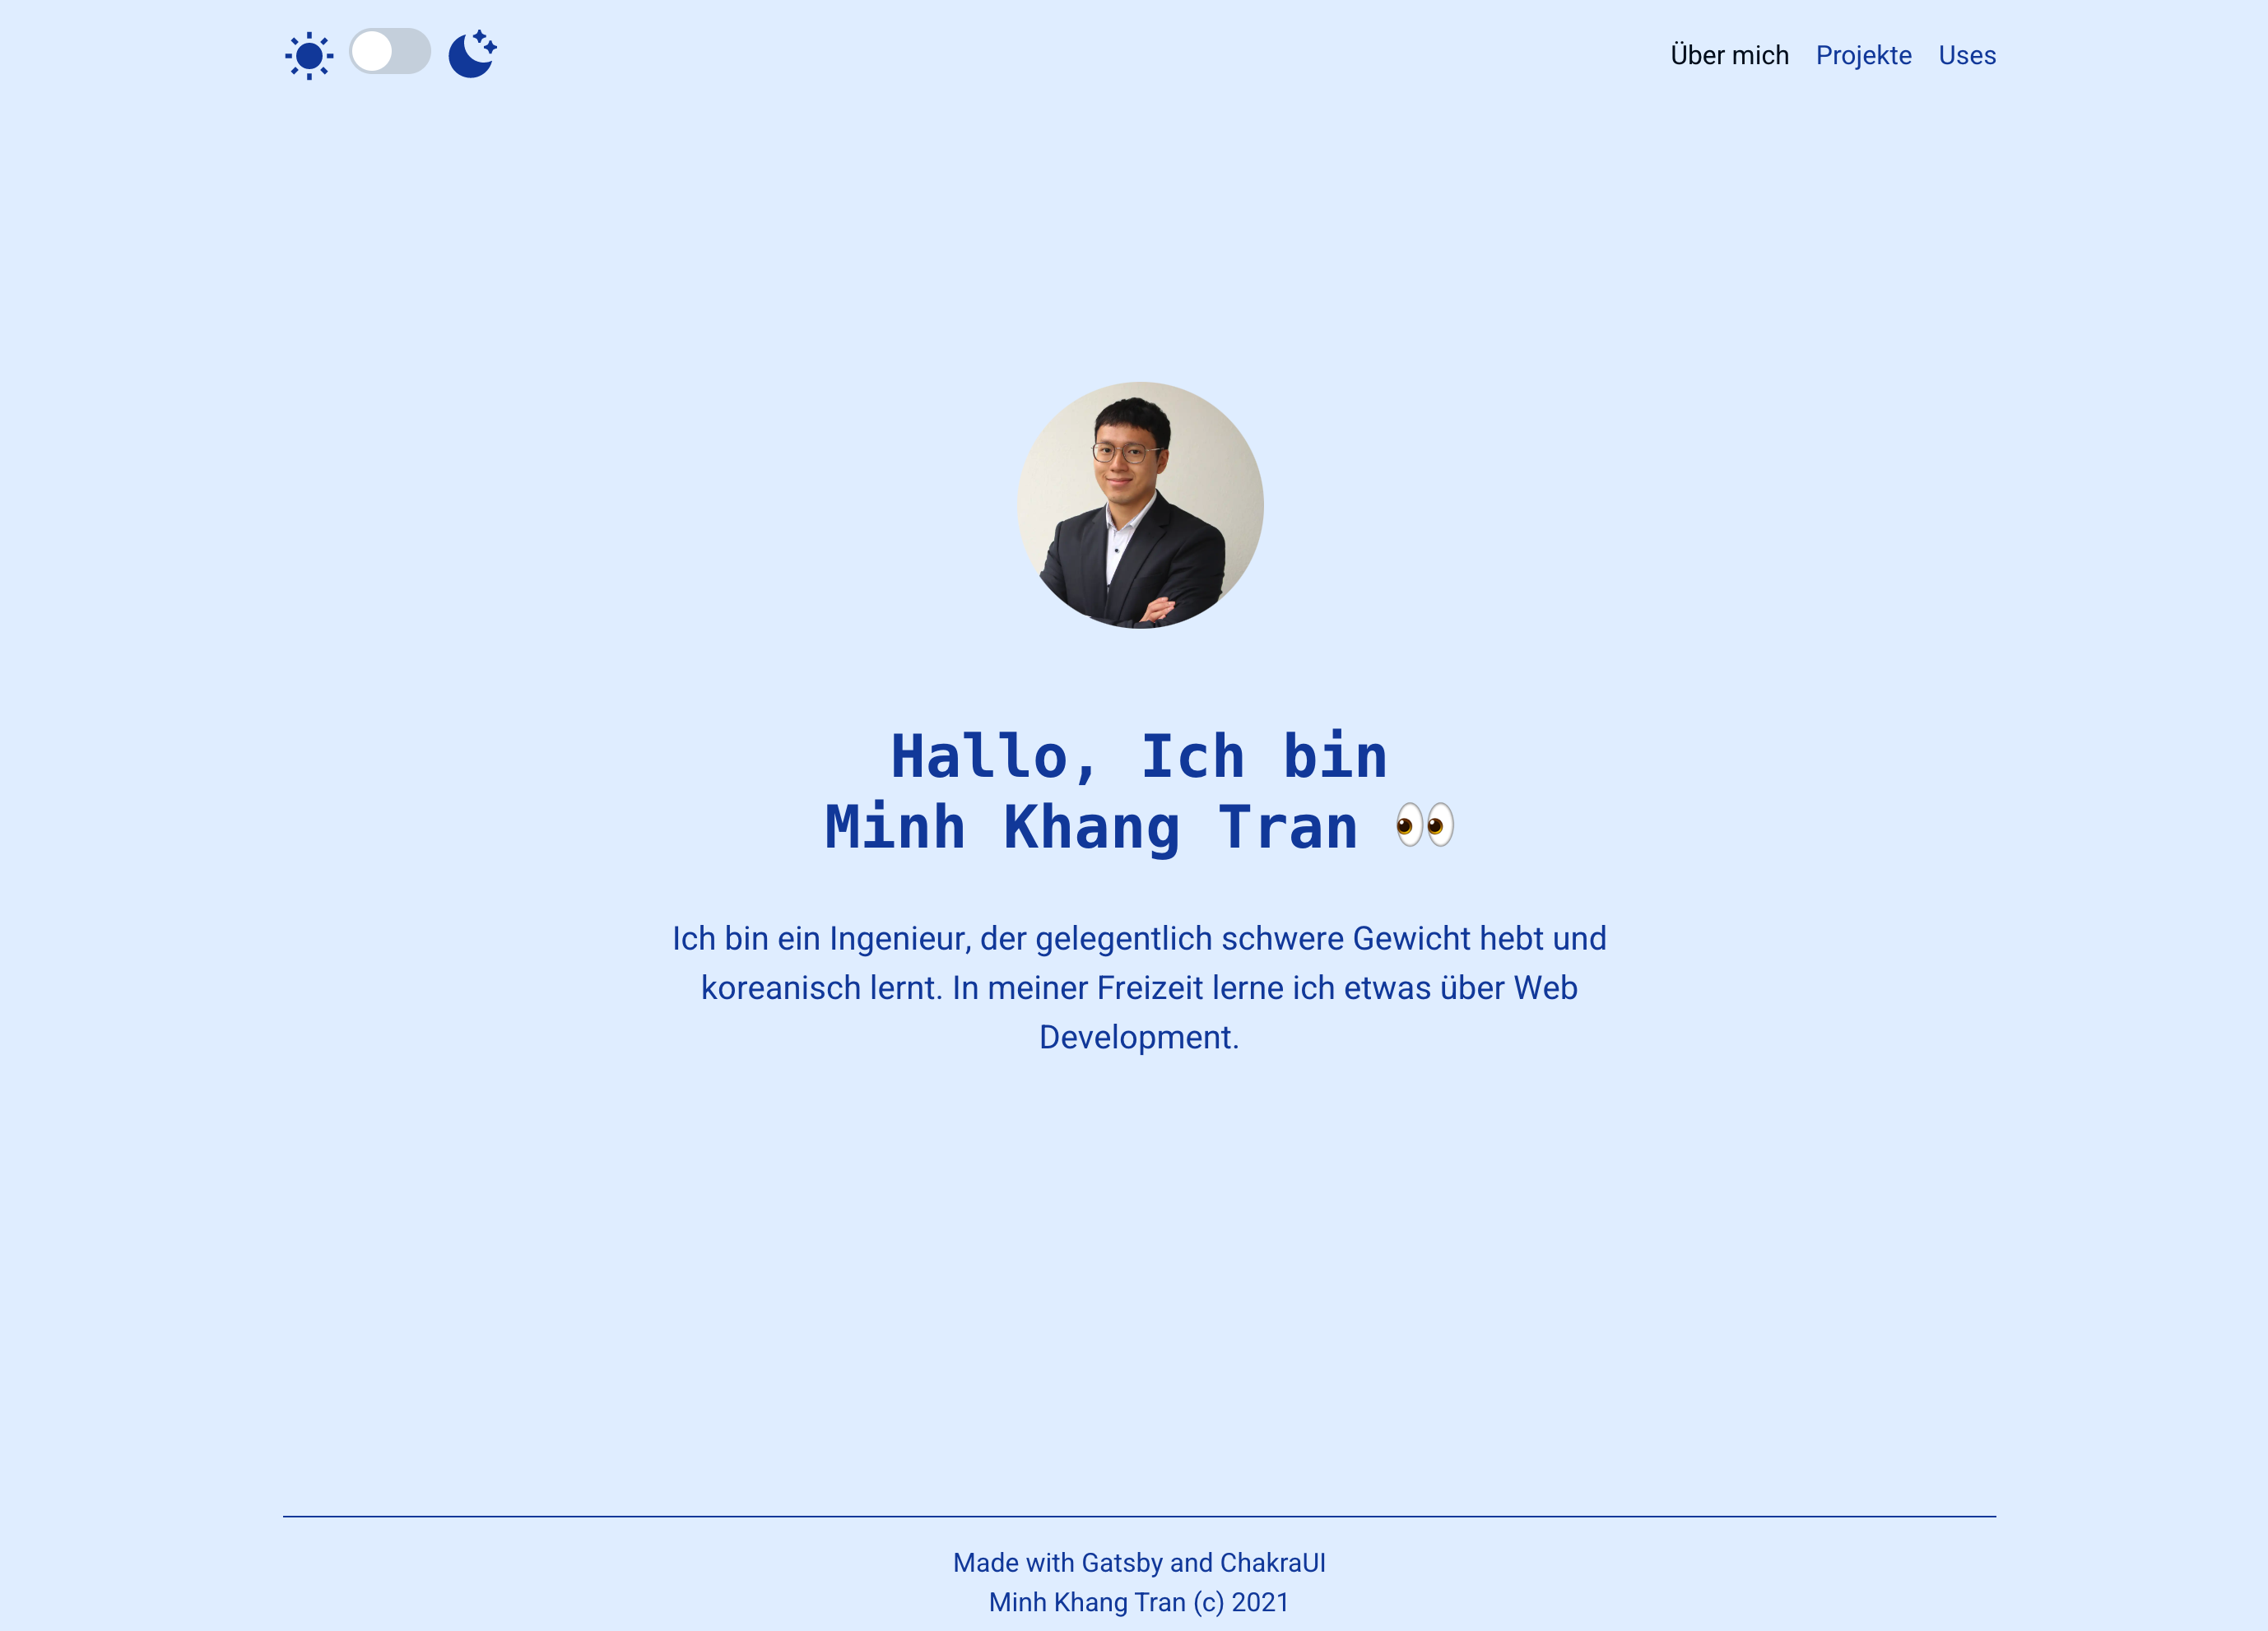 Über mich Projekte Uses
Hallo, Ich bin
Minh Khang Tran 👀
Ich bin ein Ingenieur, der gelegentlich schwere Gewicht hebt und
koreanisch lernt. In meiner Freizeit lerne ich etwas über Web
Development.
Made with Gatsby and ChakraUI
Minh Khang Tran (c) 2021